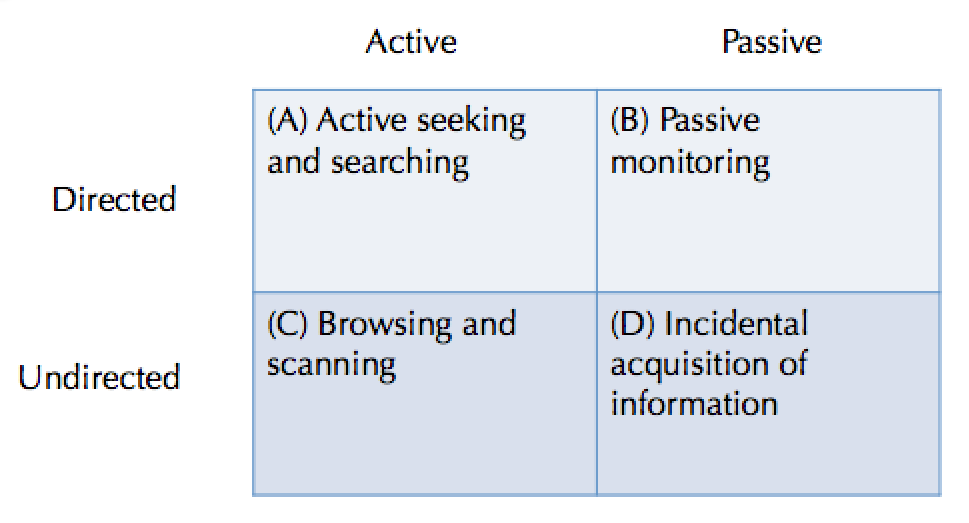 Active
Passive
(A) Active seeking
and searching
(B) Passive
monitoring
Directed
(C) Browsing and
scanning
(D) Incidental
acquisition of
information
Undirected